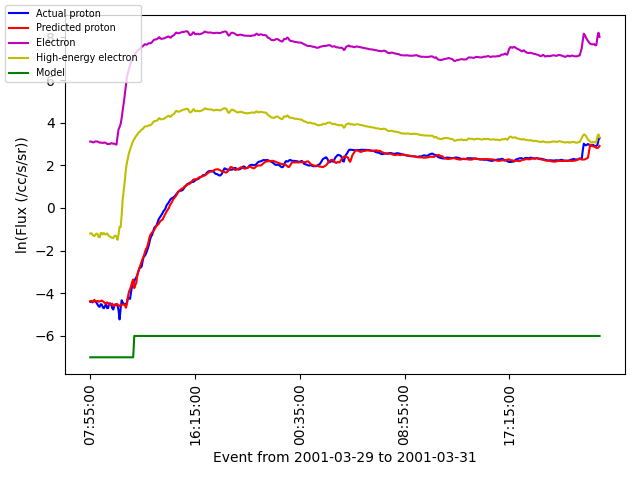 Actual proton
Predicted proton
Electron
High-energy electron
Model
6
4
2
0
−2
−4
−6
ln(Flux (/cc/s/sr))
07:55:00
16:15:00
00:35:00
08:55:00
17:15:00
Event from 2001-03-29 to 2001-03-31